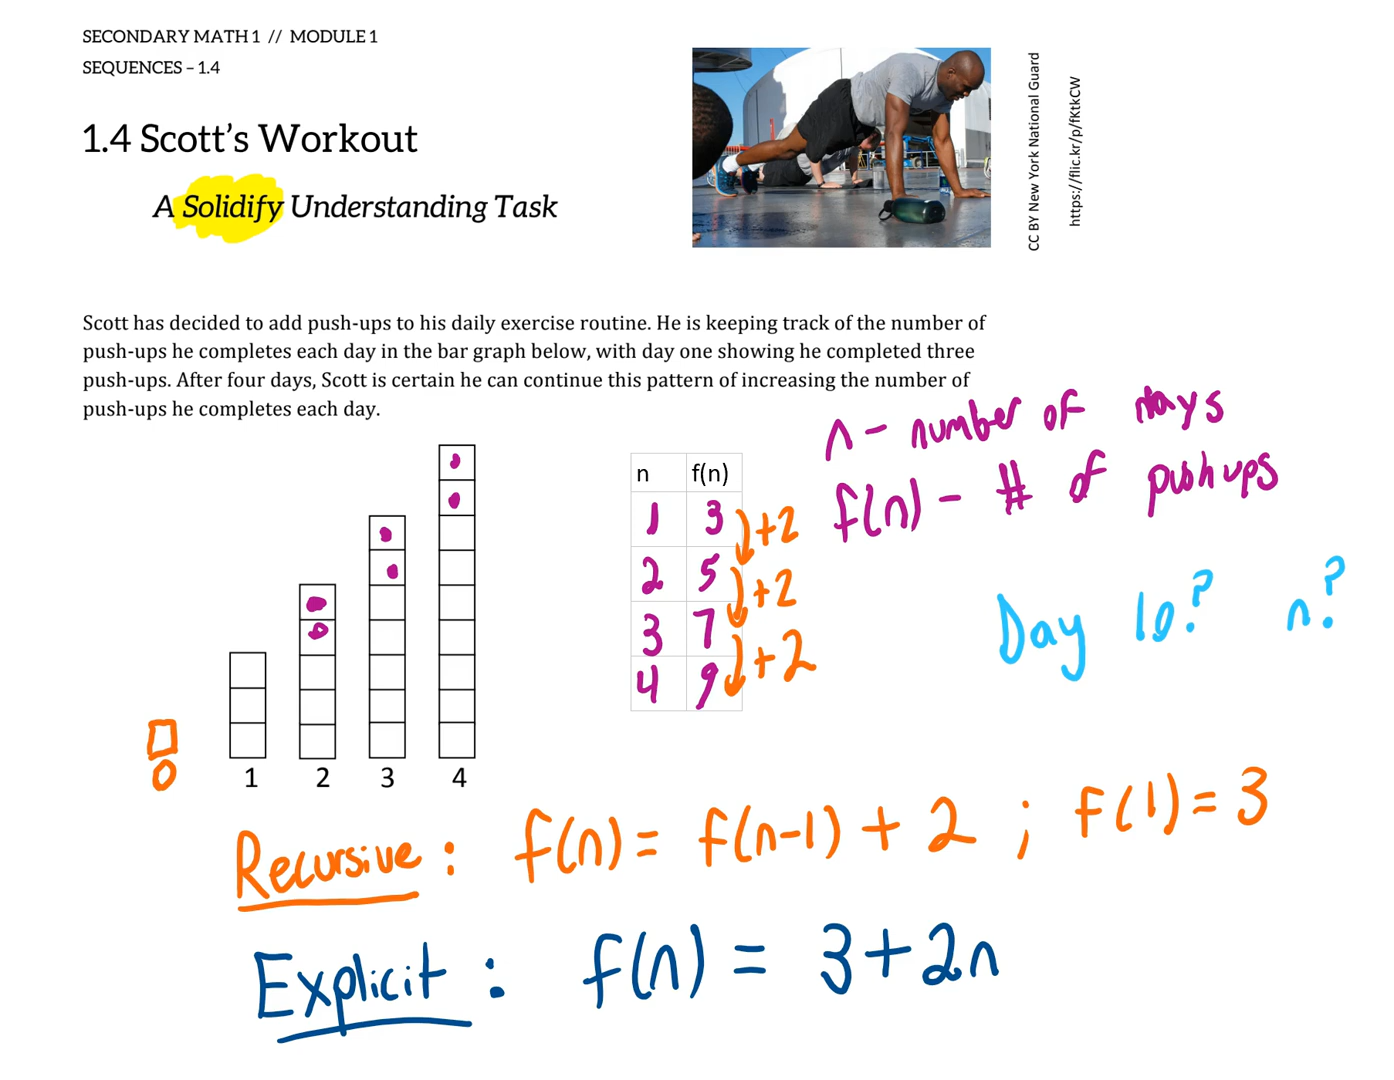 SECONDARY MATH 1 // MODULE 1
SEQUENCES – 1.4
1.4 Scott’s Workout
A Solidify Understanding Task
CC BY New York National Guard
https://flic.kr/p/fKtkCW
Scott has decided to add push-ups to his daily exercise routine. He is keeping track of the number of
push-ups he completes each day in the bar graph below, with day one showing he completed three
push-ups. After four days, Scott is certain he can continue this pattern of increasing the number of
push-ups he completes each day.
n - number of days
f(n) - # of pushups
n f(n)
1 3
+2
2 5
+2
3 7
+2
4 9
Day 10? n?
0 1 2 3 4
Recursive: f(n) = f(n-1) + 2 ; f(1) = 3
Explicit: f(n) = 3+2n